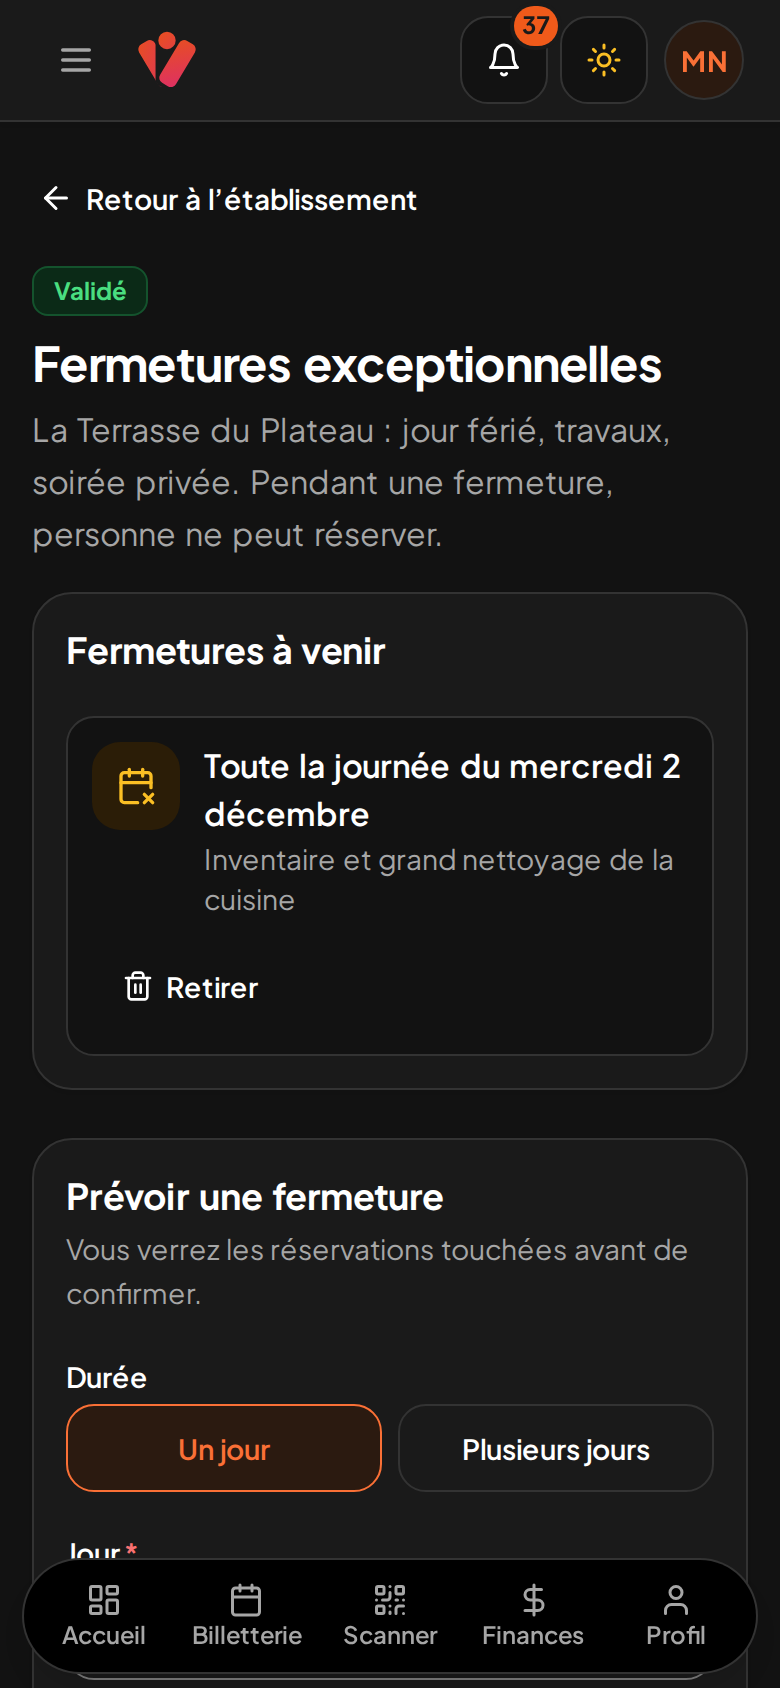 37
MN
Retour à l’établissement
Validé
Fermetures exceptionnelles
La Terrasse du Plateau : jour férié, travaux,
soirée privée. Pendant une fermeture,
personne ne peut réserver.
Fermetures à venir
Toute la journée du mercredi 2
décembre
Inventaire et grand nettoyage de la
cuisine
Retirer
Prévoir une fermeture
Vous verrez les réservations touchées avant de
confirmer.
Durée
Un jour
Plusieurs jours
Jour *
Accueil
Billetterie
Scanner
Finances
Profil